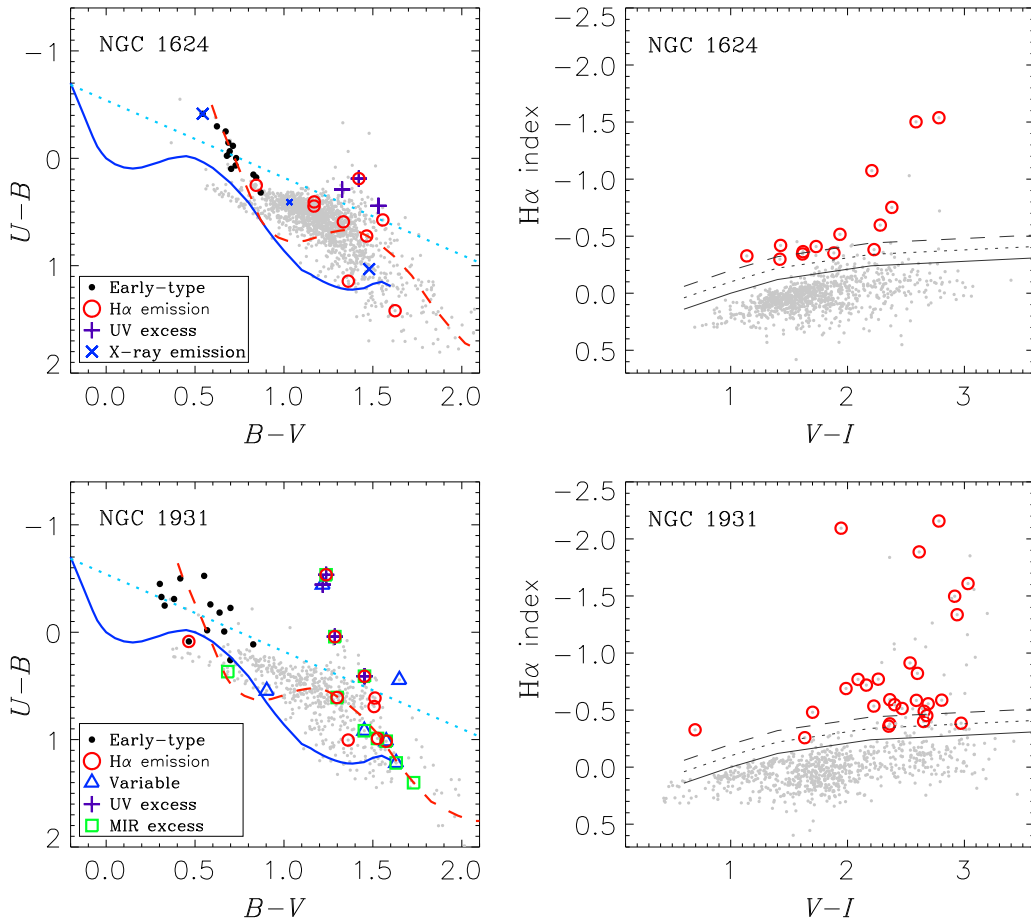 NGC 1624
-1
0
1
2
U-B
0.0 0.5 1.0 1.5 2.0
B-V
Early-type
Hα emission
UV excess
X-ray emission
NGC 1624
-2.5
-2.0
-1.5
-1.0
-0.5
0.0
0.5
Hα index
1 2 3
V-I
NGC 1931
-1
0
1
2
U-B
0.0 0.5 1.0 1.5 2.0
B-V
Early-type
Hα emission
Variable
UV excess
MIR excess
NGC 1931
-2.5
-2.0
-1.5
-1.0
-0.5
0.0
0.5
Hα index
1 2 3
V-I